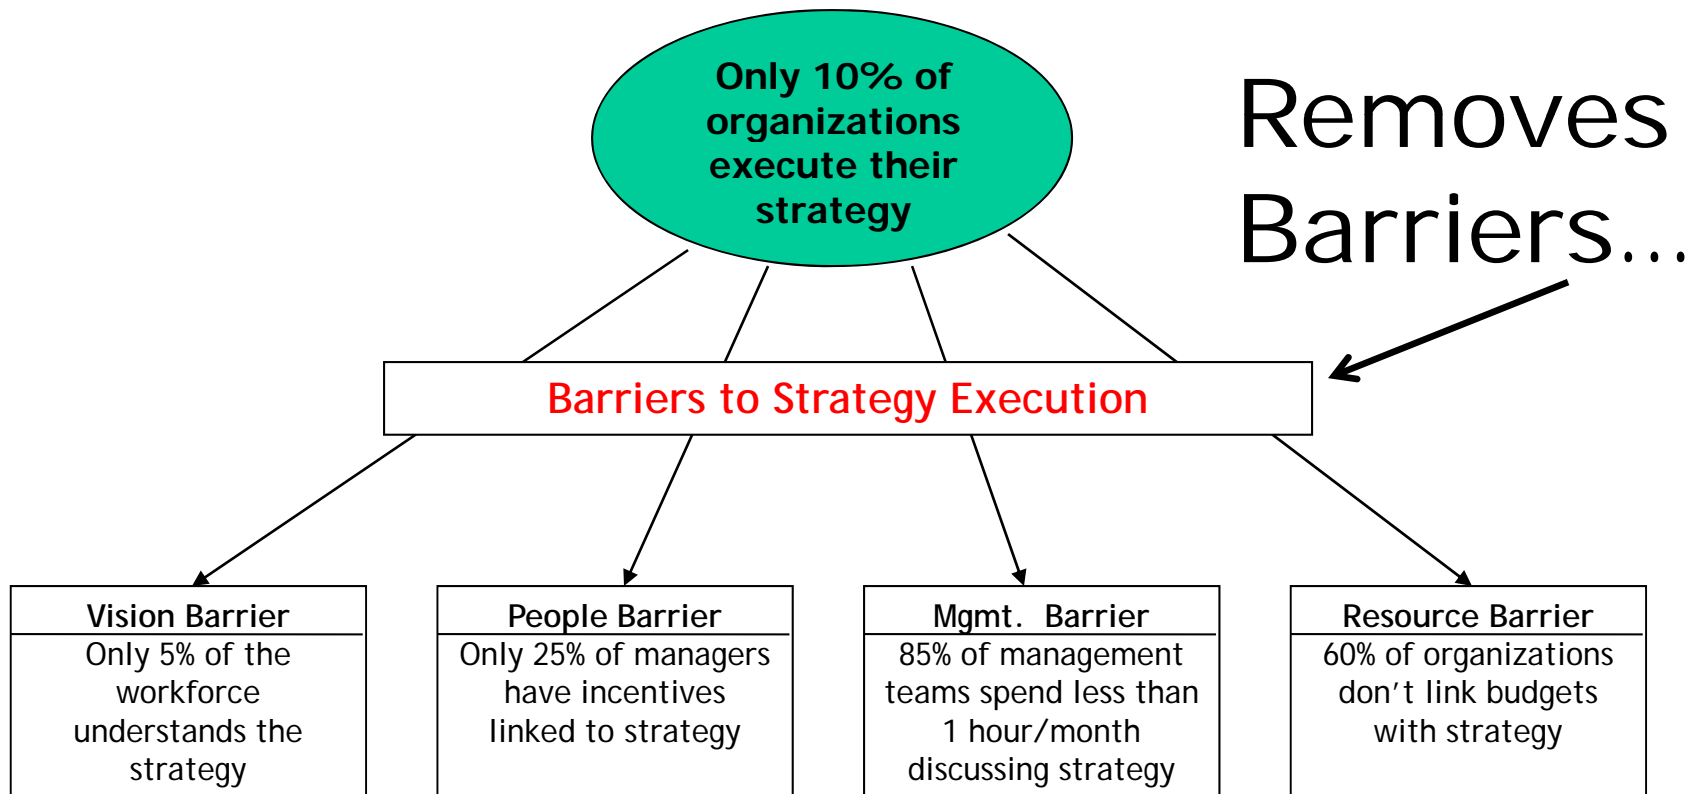 Only 10% of
organizations
execute their
strategy
Removes
Barriers...
Barriers to Strategy Execution
Vision Barrier
Only 5% of the
workforce
understands the
strategy
People Barrier
Only 25% of managers
have incentives
linked to strategy
Mgmt. Barrier
85% of management
teams spend less than
1 hour/month
discussing strategy
Resource Barrier
60% of organizations
don't link budgets
with strategy